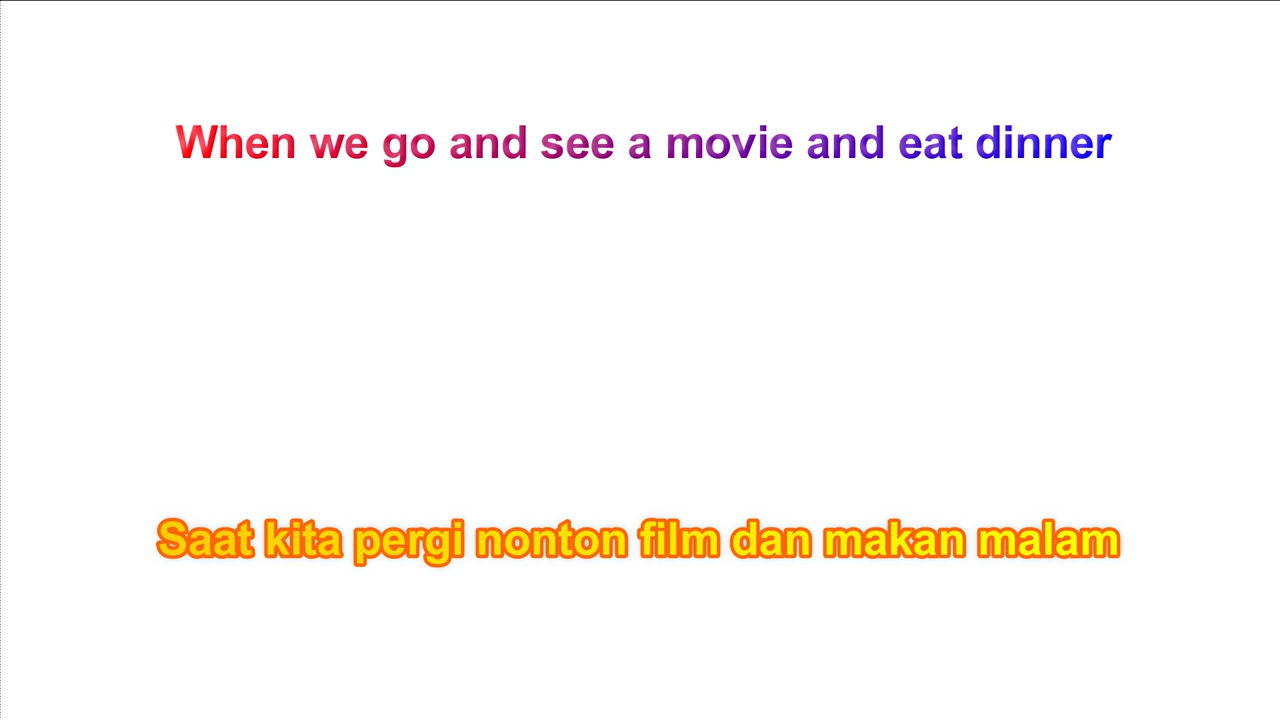 When we go and see a movie and eat dinner
Saat kita pergi nonton film dan makan malam